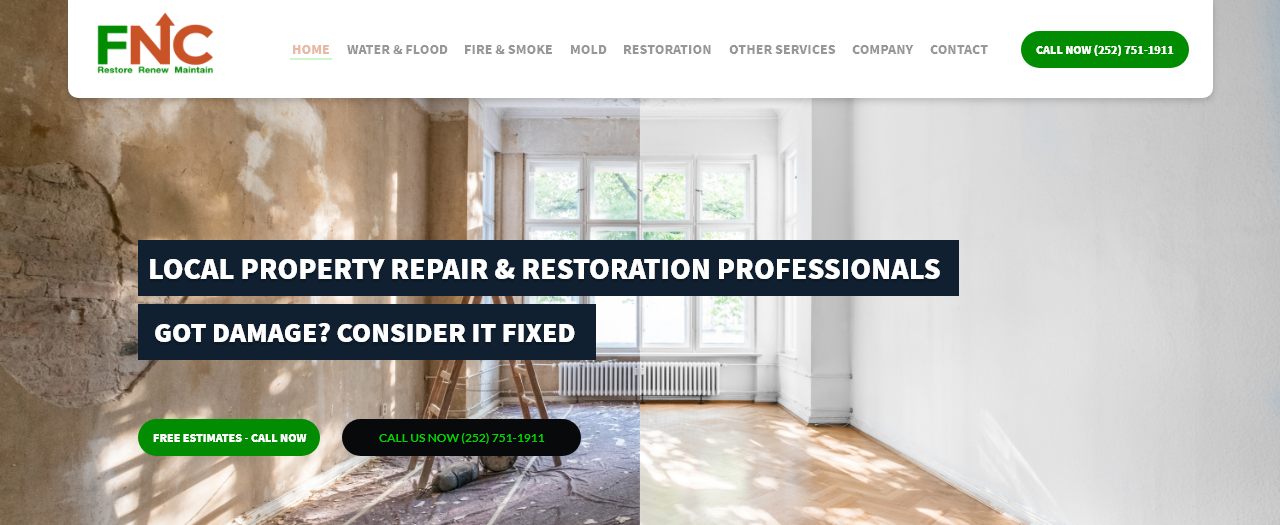 FNC
Restore Renew Maintain
HOME WATER & FLOOD FIRE & SMOKE MOLD RESTORATION OTHER SERVICES COMPANY CONTACT
CALL NOW (252) 751-1911
LOCAL PROPERTY REPAIR & RESTORATION PROFESSIONALS
GOT DAMAGE? CONSIDER IT FIXED
FREE ESTIMATES - CALL NOW
CALL US NOW (252) 751-1911